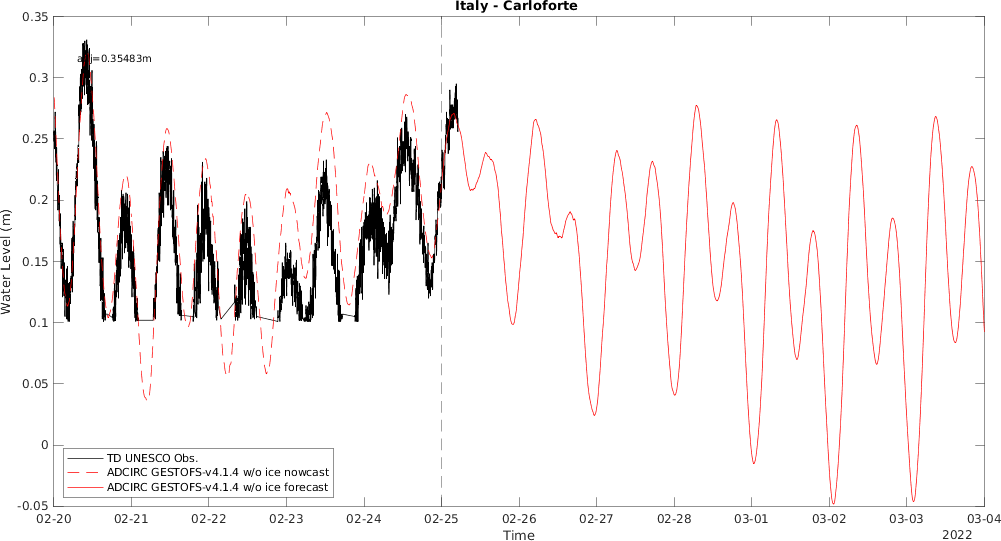 Italy - Carloforte
0.35
0.3
0.25
0.2
0.15
0.1
0.05
0
-0.05
Water Level (m)
=0.35483m
TD UNESCO Obs.
ADCIRC GESTOFS-v4.1.4 w/o ice nowcast
ADCIRC GESTOFS-v4.1.4 w/o ice forecast
02-20 02-21 02-22 02-23 02-24 02-25 02-26 02-27 02-28 03-01 03-02 03-03 03-04
Time
2022